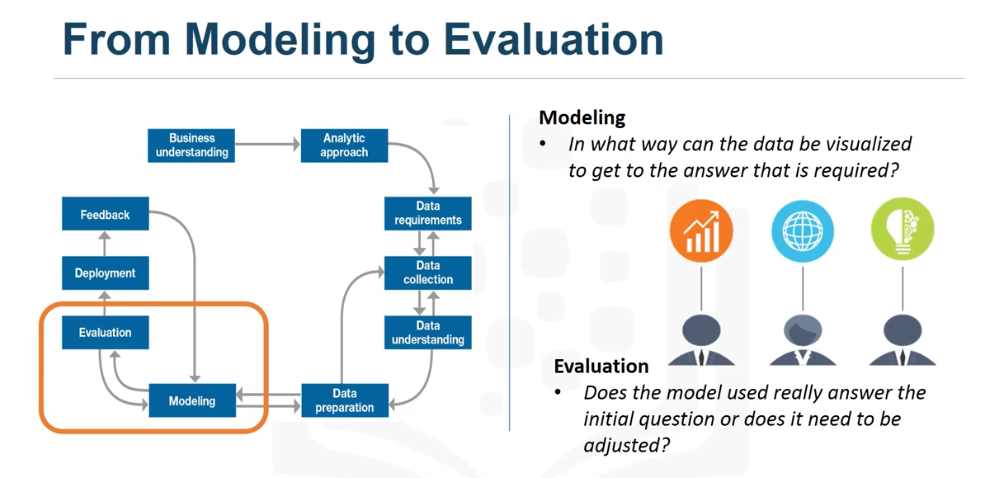 From Modeling to Evaluation
Business
understanding
Analytic
approach
Feedback
Data
requirements
Deployment
Data
collection
Evaluation
Data
understanding
Modeling
Data
preparation
Modeling
• In what way can the data be visualized
to get to the answer that is required?
Evaluation
• Does the model used really answer the
initial question or does it need to be
adjusted?